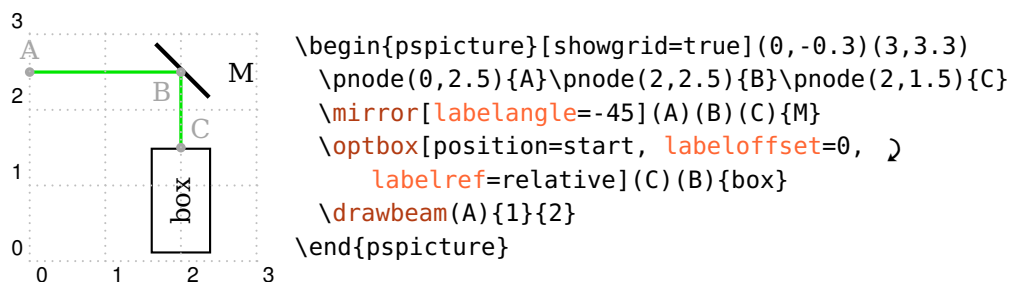 3
A
M
B
2
C
1
box
0
0 1 2 3
\begin{pspicture}[showgrid=true](0,-0.3)(3,3.3)
\pnode(0,2.5){A}\pnode(2,2.5){B}\pnode(2,1.5){C}
\mirror[labelangle=-45](A)(B)(C){M}
\optbox[position=start, labeloffset=0,
labelref=relative](C)(B){box}
\drawbeam(A){1}{2}
\end{pspicture}